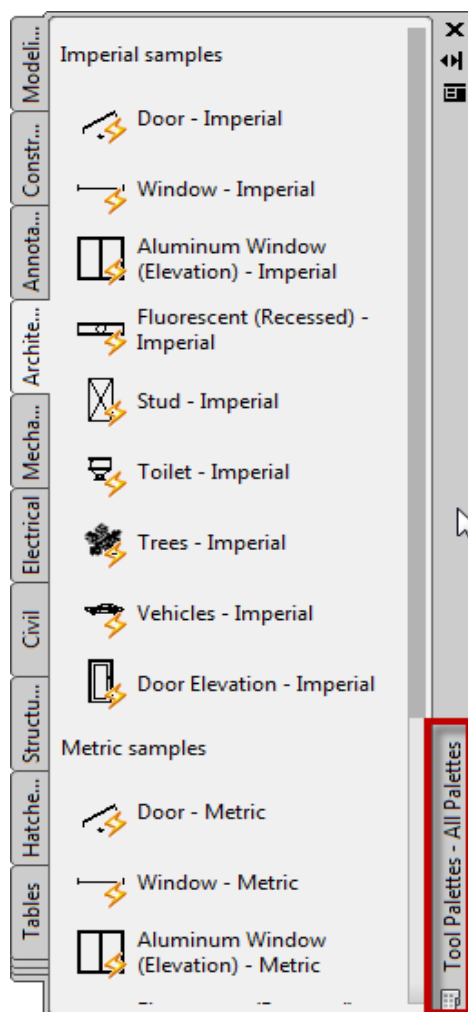 Modeli...
Constr...
Annota...
Archite...
Mecha...
Electrical
Civil
Structu...
Hatche...
Tables
Imperial samples
Door - Imperial
Window - Imperial
Aluminum Window
(Elevation) - Imperial
Fluorescent (Recessed) -
Imperial
Stud - Imperial
Toilet - Imperial
Trees - Imperial
Vehicles - Imperial
Door Elevation - Imperial
Metric samples
Door - Metric
Window - Metric
Aluminum Window
(Elevation) - Metric
Tool Palettes - All Palettes